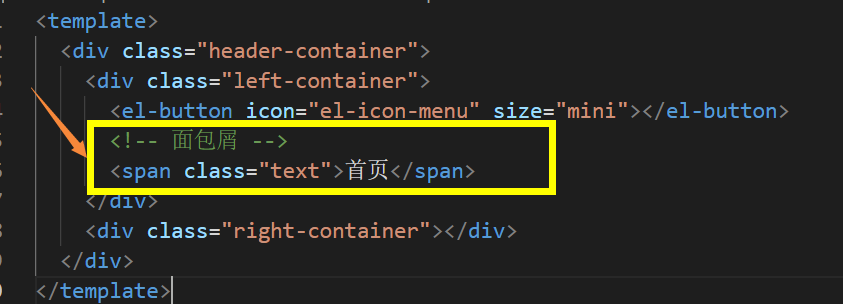 <template>
<div class="header-container">
<div class="left-container">
<el-button icon="el-icon-menu" size="mini"></el-button>
<!-- 面包屑 -->
<span class="text">首页</span>
</div>
<div class="right-container"></div>
</div>
</template>